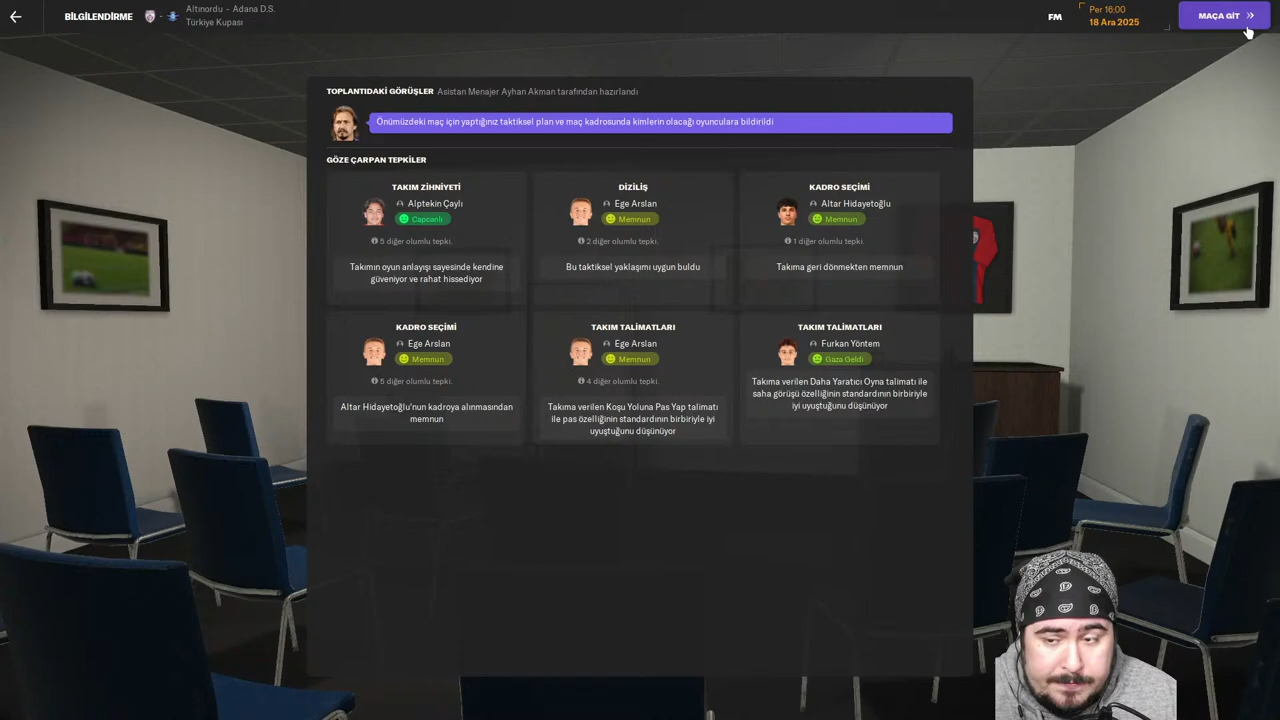 BİLGİLENDİRME
Altınordu - Adana D.S.
Türkiye Kupası
FM
Per 16:00
18 Ara 2025
MAÇA GİT
TOPLANTIDAKİ GÖRÜŞLER Asistan Menajer Ayhan Akman tarafından hazırlandı
Önümüzdeki maç için yaptığınız taktiksel plan ve maç kadrosunda kimlerin olacağı oyunculara bildirildi
GÖZE ÇARPAN TEPKİLER
TAKIM ZİHNİYETİ
Alptekin Çaylı
Capcanlı
5 diğer olumlu tepki.
Takımın oyun anlayışı sayesinde kendine
güveniyor ve rahat hissediyor
DİZİLİŞ
Ege Arslan
Memnun
2 diğer olumlu tepki.
Bu taktiksel yaklaşımı uygun buldu
KADRO SEÇİMİ
Altar Hidayetoğlu
Memnun
1 diğer olumlu tepki.
Takıma geri dönmekten memnun
KADRO SEÇİMİ
Ege Arslan
Memnun
5 diğer olumlu tepki.
Altar Hidayetoğlu'nun kadroya alınmasından
memnun
TAKIM TALİMATLARI
Ege Arslan
Memnun
4 diğer olumlu tepki.
Takıma verilen Koşu Yoluna Pas Yap talimatı
ile pas özelliğinin standardının birbiriyle iyi
uyuştuğunu düşünüyor
TAKIM TALİMATLARI
Furkan Yöntem
Gaza Geldi
Takıma verilen Daha Yaratıcı Oyna talimatı ile
saha görüşü özelliğinin standardının birbiriyle
iyi uyuştuğunu düşünüyor